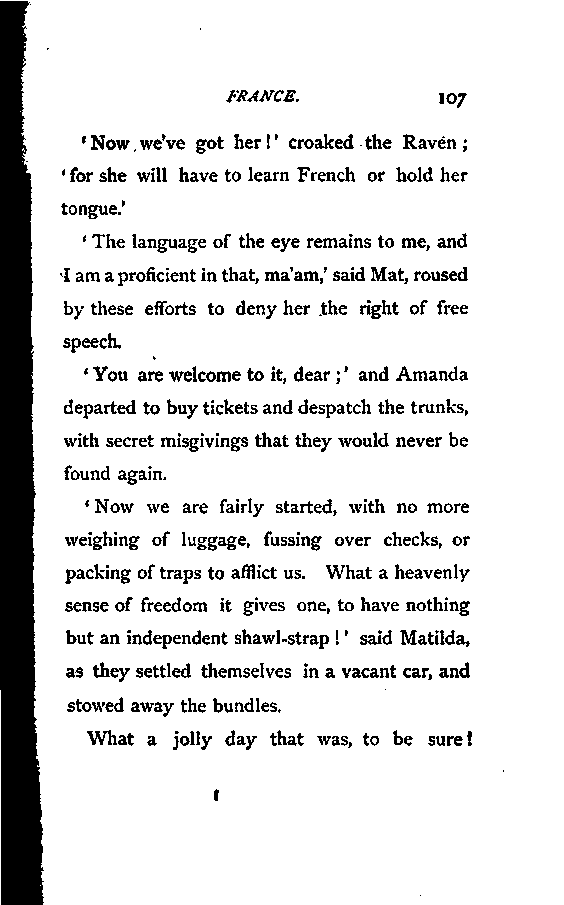 FRANCE. 107
'Now we've got her!' croaked the Raven;
'for she will have to learn French or hold her
tongue.'
'The language of the eye remains to me, and
I am a proficient in that, ma'am,' said Mat, roused
by these efforts to deny her the right of free
speech.
'You are welcome to it, dear;' and Amanda
departed to buy tickets and despatch the trunks,
with secret misgivings that they would never be
found again.
'Now we are fairly started, with no more
weighing of luggage, fussing over checks, or
packing of traps to afflict us. What a heavenly
sense of freedom it gives one, to have nothing
but an independent shawl-strap!' said Matilda,
as they settled themselves in a vacant car, and
stowed away the bundles.
What a jolly day that was, to be sure!